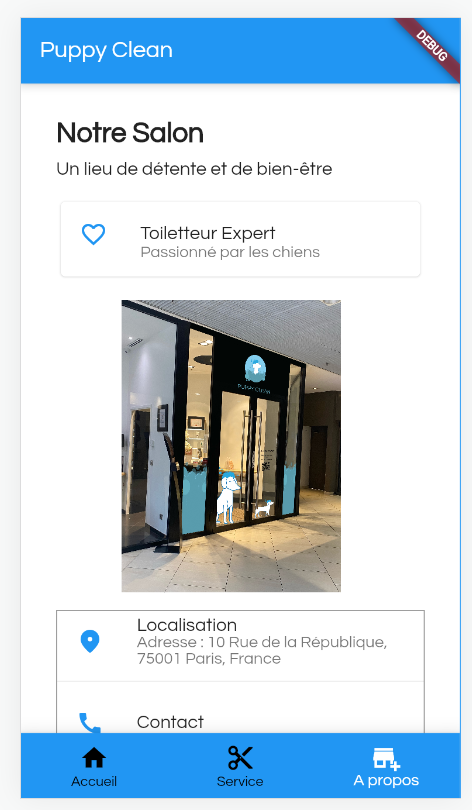 Puppy Clean
DEBUG
Notre Salon
Un lieu de détente et de bien-être
Toiletteur Expert
Passionné par les chiens
PUPPY CLEAN
Localisation
Adresse : 10 Rue de la République,
75001 Paris, France
Contact
Accueil
Service
A propos